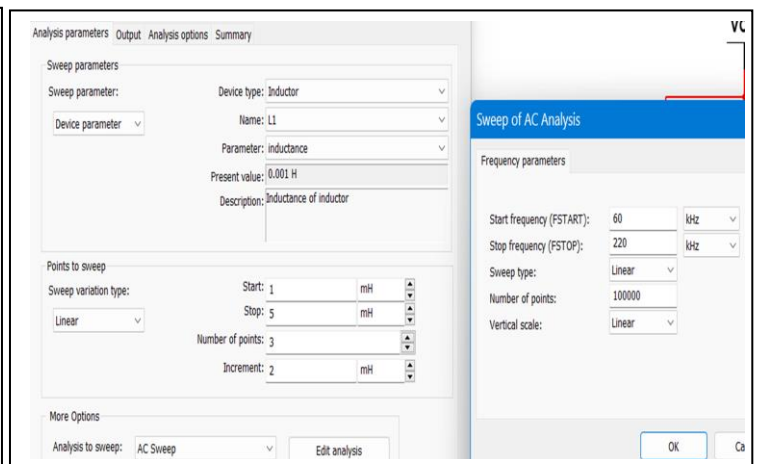 Analysis parameters Output Analysis options Summary
Sweep parameters
Sweep parameter:
Device parameter
Device type: Inductor
Name: L1
Parameter: inductance
Present value: 0.001 H
Description: Inductance of inductor
Points to sweep
Sweep variation type:
Linear
Start: 1 mH
Stop: 5 mH
Number of points: 3
Increment: 2 mH
More Options
Analysis to sweep: AC Sweep Edit analysis
Sweep of AC Analysis
Frequency parameters
Start frequency (FSTART): 60 kHz
Stop frequency (FSTOP): 220 kHz
Sweep type: Linear
Number of points: 100000
Vertical scale: Linear
OK Ca